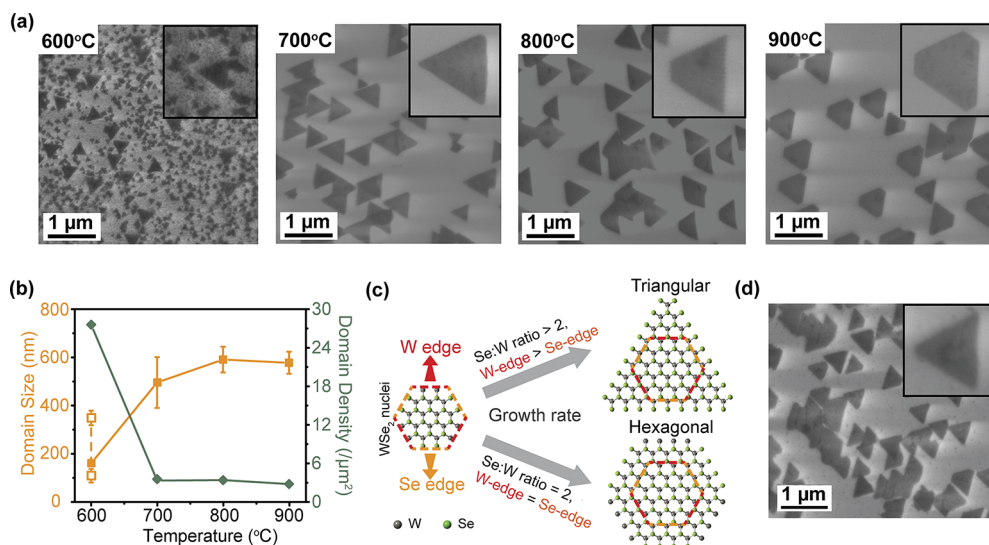 (a)
600°C
1 µm
700°C
1 µm
800°C
1 µm
900°C
1 µm
(b)
800
600
400
200
0
Domain Size (nm)
30
24
18
12
6
0
Domain Density (/µm²)
600 700 800 900
Temperature (°C)
(c)
W edge
WSe₂ nuclei
Se edge
W
Se
Se:W ratio > 2,
W-edge > Se-edge
Growth rate
Se:W ratio = 2,
W-edge = Se-edge
Triangular
Hexagonal
(d)
1 µm